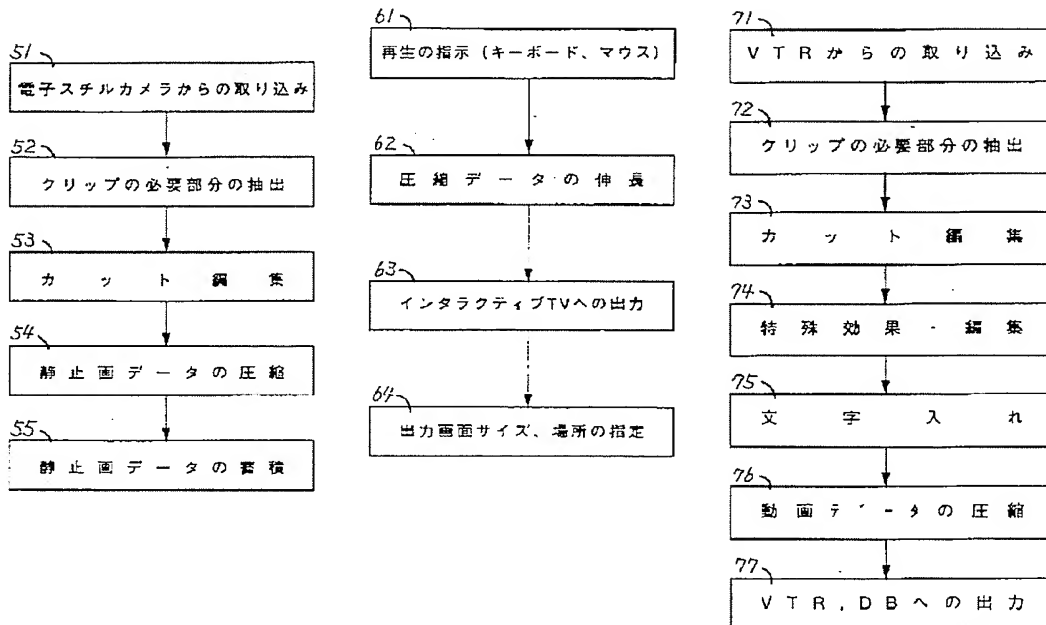 51
電子スチルカメラからの取り込み
52
クリップの必要部分の抽出
53
カット編集
54
静止画データの圧縮
55
静止画データの蓄積
61
再生の指示(キーボード、マウス)
62
圧縮データの伸長
63
インタラクティブTVへの出力
64
出力画面サイズ、場所の指定
71
VTRからの取り込み
72
クリップの必要部分の抽出
73
カット編集
74
特殊効果・編集
75
文字入れ
76
動画データの圧縮
77
VTR,DBへの出力